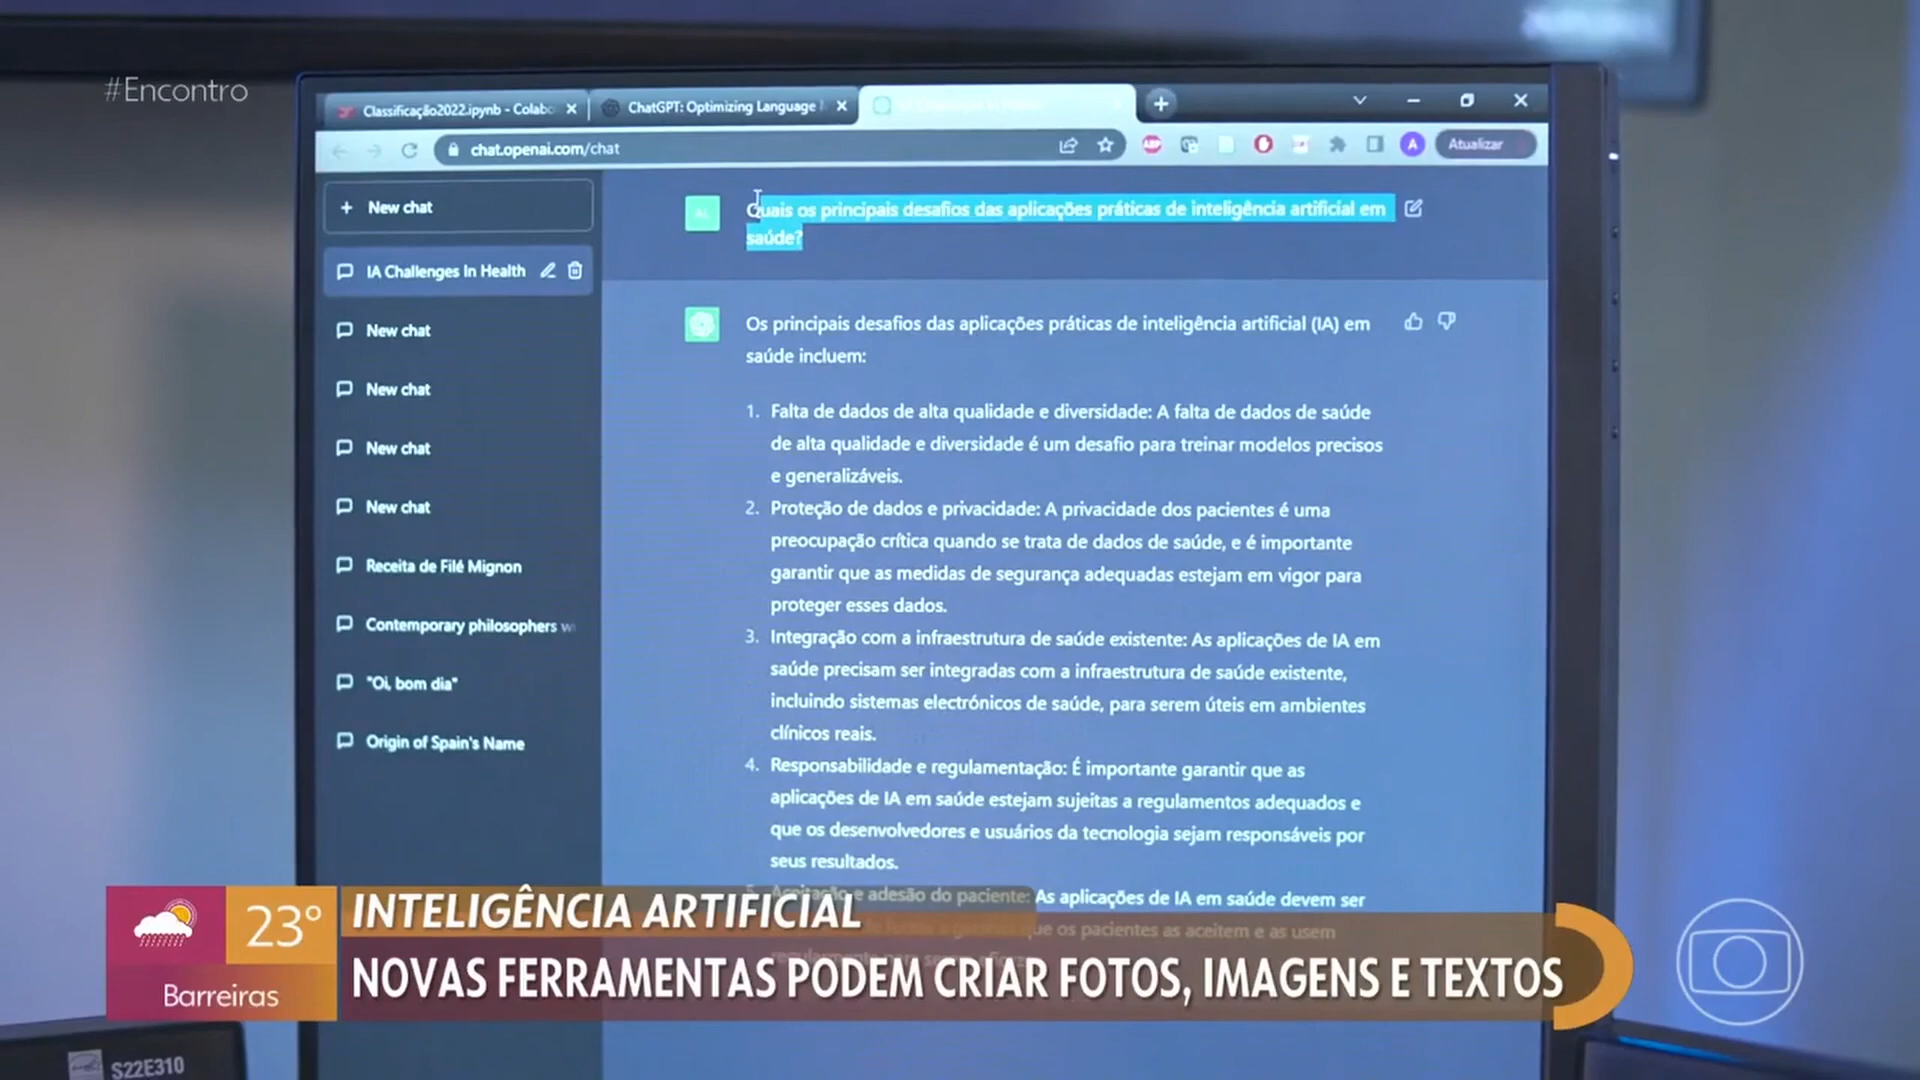 #Encontro
Classificação2022.ipynb - Colabo
ChatGPT: Optimizing Language
chat.openai.com/chat
ABP
A
Atualizar
+ New chat
IA Challenges In Health
New chat
New chat
New chat
New chat
Receita de Filé Mignon
Contemporary philosophers
"Oi, bom dia"
Origin of Spain's Name
AL
Quais os principais desafios das aplicações práticas de inteligência artificial em
saúde?
Os principais desafios das aplicações práticas de inteligência artificial (IA) em
saúde incluem:
1. Falta de dados de alta qualidade e diversidade: A falta de dados de saúde
de alta qualidade e diversidade é um desafio para treinar modelos precisos
e generalizáveis.
2. Proteção de dados e privacidade: A privacidade dos pacientes é uma
preocupação crítica quando se trata de dados de saúde, e é importante
garantir que as medidas de segurança adequadas estejam em vigor para
proteger esses dados.
3. Integração com a infraestrutura de saúde existente: As aplicações de IA em
saúde precisam ser integradas com a infraestrutura de saúde existente,
incluindo sistemas electrónicos de saúde, para serem úteis em ambientes
clínicos reais.
4. Responsabilidade e regulamentação: É importante garantir que as
aplicações de IA em saúde estejam sujeitas a regulamentos adequados e
que os desenvolvedores e usuários da tecnologia sejam responsáveis por
seus resultados.
5. Aceitação e adesão do paciente: As aplicações de IA em saúde devem ser
que os pacientes as aceitem e as usem
23°
Barreiras
INTELIGÊNCIA ARTIFICIAL
NOVAS FERRAMENTAS PODEM CRIAR FOTOS, IMAGENS E TEXTOS
S22E310